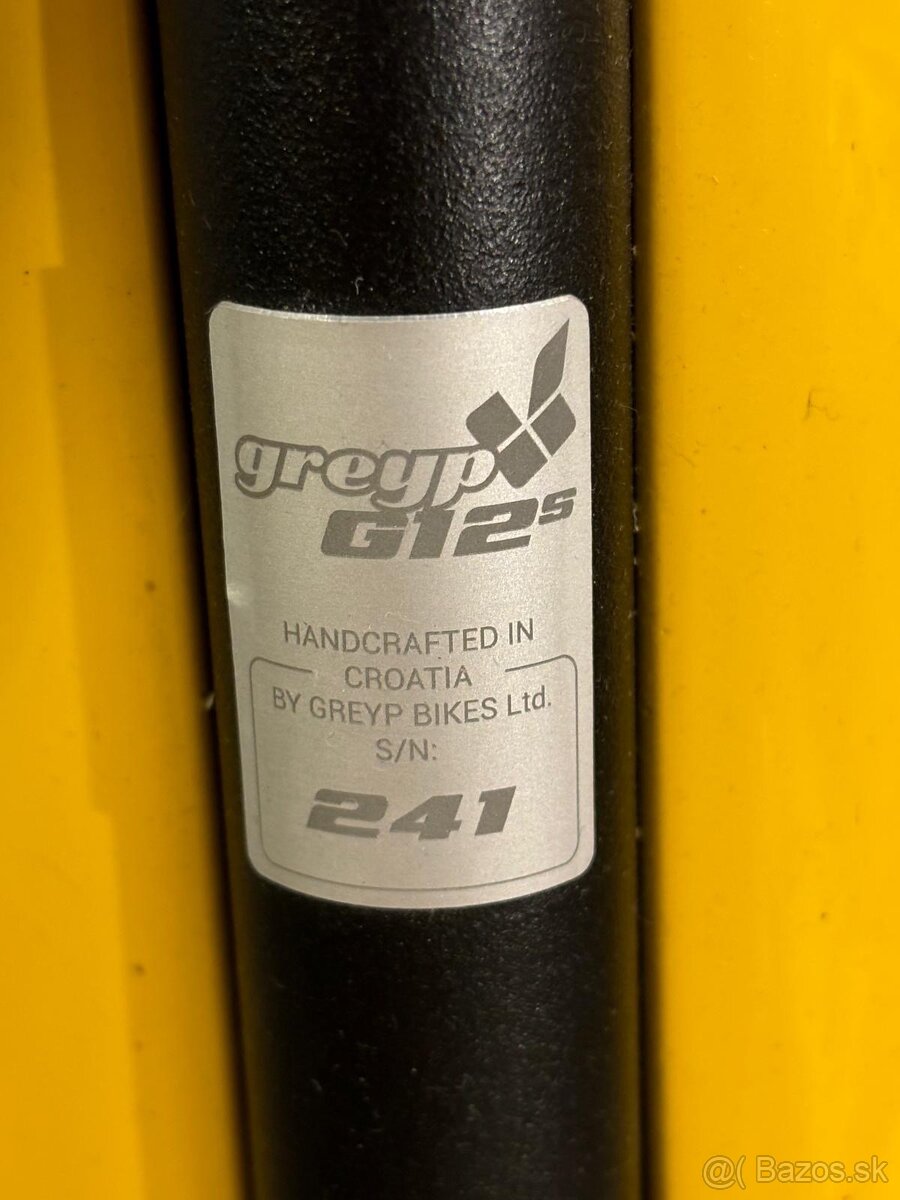 greyp
G12s
HANDCRAFTED IN
CROATIA
BY GREYP BIKES Ltd.
S/N:
241
@( Bazos.sk